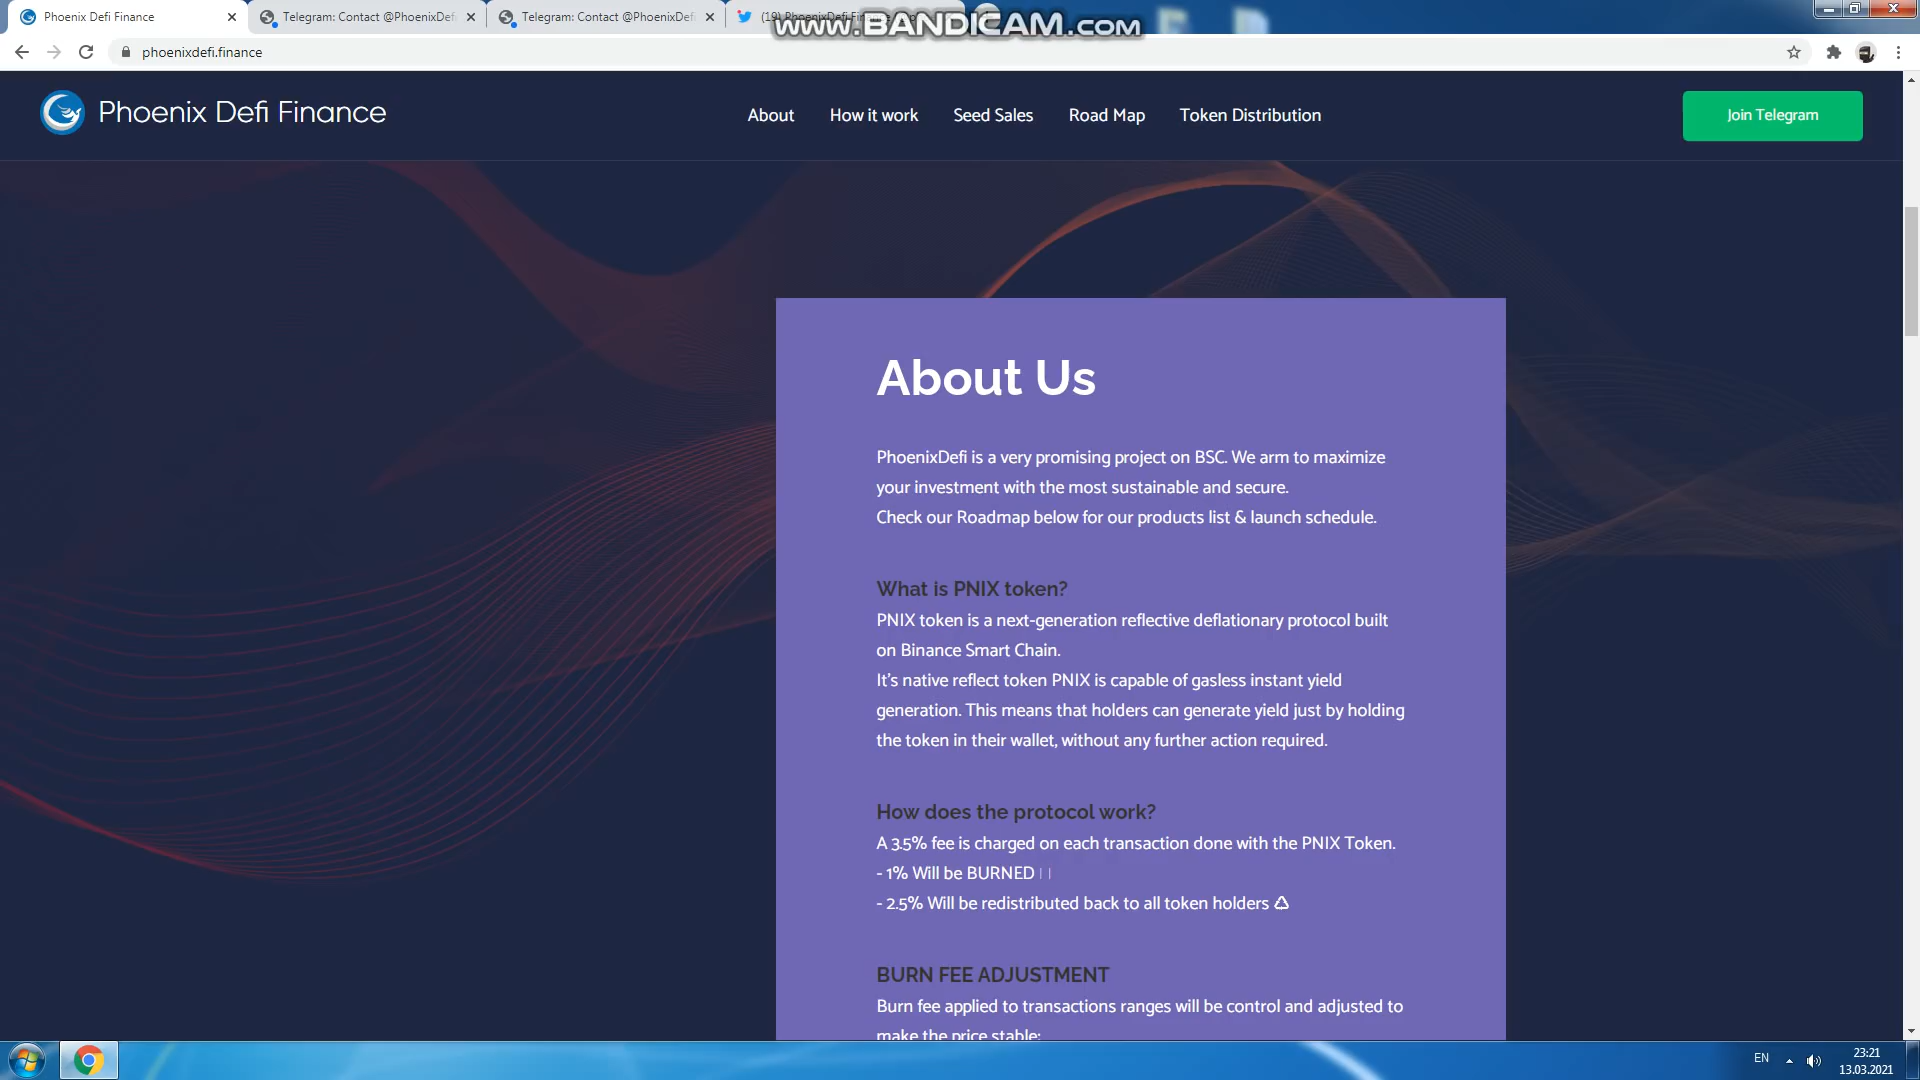 Phoenix Defi Finance
Telegram: Contact @PhoenixDef
Telegram: Contact @PhoenixDef
(19) PhoenixDefi Fi
www.BANDICAM.com
phoenixdefi.finance
Phoenix Defi Finance
About
How it work
Seed Sales
Road Map
Token Distribution
Join Telegram
About Us
PhoenixDefi is a very promising project on BSC. We arm to maximize
your investment with the most sustainable and secure.
Check our Roadmap below for our products list & launch schedule.
What is PNIX token?
PNIX token is a next-generation reflective deflationary protocol built
on Binance Smart Chain.
It's native reflect token PNIX is capable of gasless instant yield
generation. This means that holders can generate yield just by holding
the token in their wallet, without any further action required.
How does the protocol work?
A 3.5% fee is charged on each transaction done with the PNIX Token.
- 1% Will be BURNED
- 2.5% Will be redistributed back to all token holders ♺
BURN FEE ADJUSTMENT
Burn fee applied to transactions ranges will be control and adjusted to
make the price stable:
EN
23:21
13.03.2021